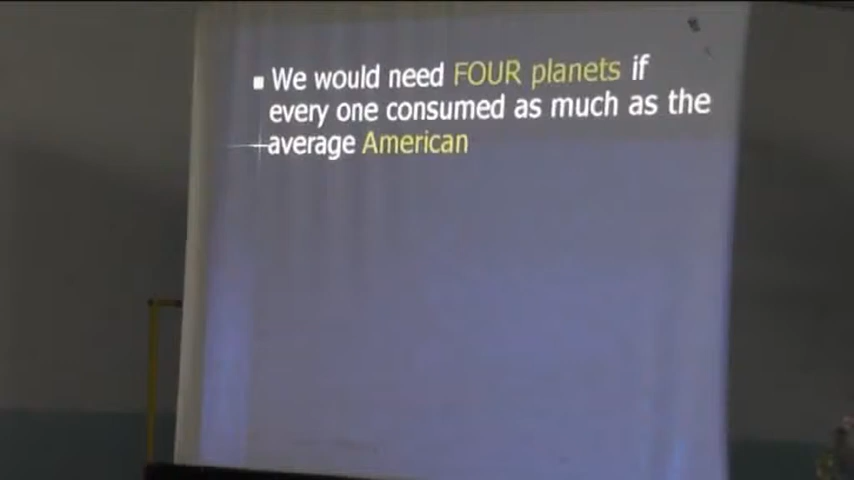 ▪ We would need FOUR planets if
every one consumed as much as the
average American